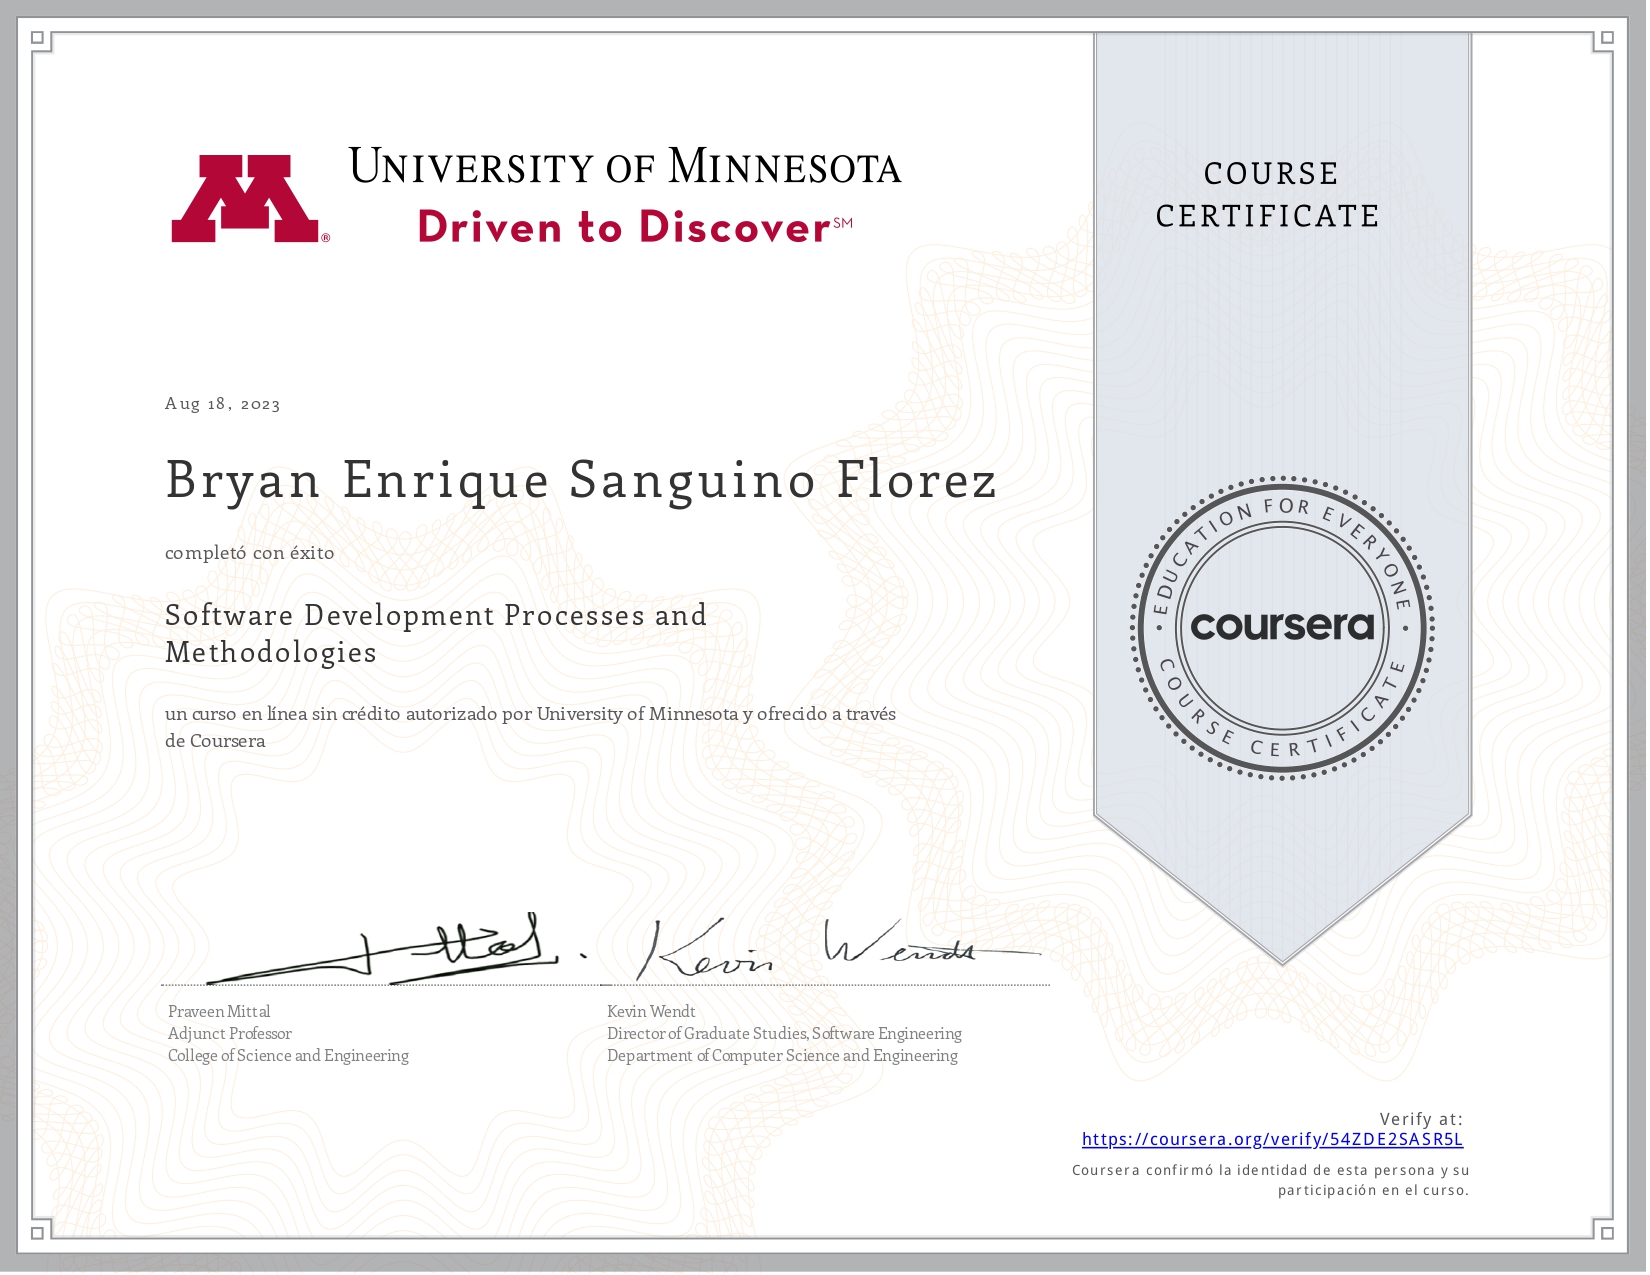 UNIVERSITY OF MINNESOTA
Driven to Discover℠
®
COURSE
CERTIFICATE
Aug 18, 2023
Bryan Enrique Sanguino Florez
completó con éxito
Software Development Processes and
Methodologies
un curso en línea sin crédito autorizado por University of Minnesota y ofrecido a través
de Coursera
• EDUCATION FOR EVERYONE •
coursera
COURSE CERTIFICATE
Kevin Wendt
Praveen Mittal
Adjunct Professor
College of Science and Engineering
Kevin Wendt
Director of Graduate Studies, Software Engineering
Department of Computer Science and Engineering
Verify at:
https://coursera.org/verify/54ZDE2SASR5L
Coursera confirmó la identidad de esta persona y su
participación en el curso.